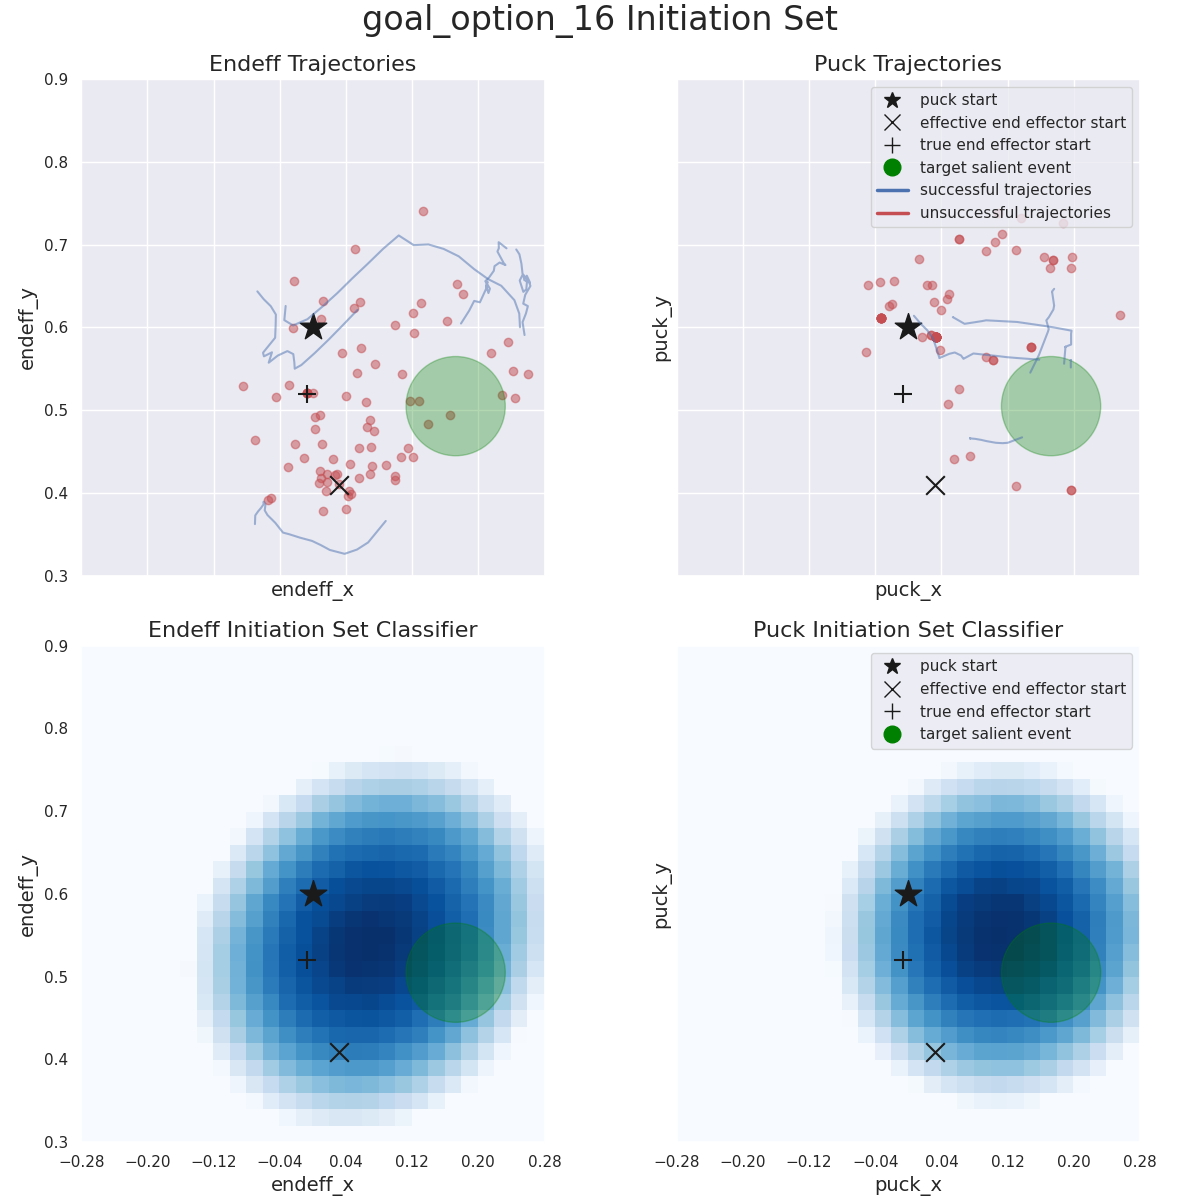 goal_option_16 Initiation Set
Endeff Trajectories
0.9
0.8
0.7
0.6
0.5
0.4
0.3
endeff_y
endeff_x
Puck Trajectories
puck start
effective end effector start
true end effector start
target salient event
successful trajectories
unsuccessful trajectories
puck_y
puck_x
Endeff Initiation Set Classifier
0.9
0.8
0.7
0.6
0.5
0.4
0.3
endeff_y
−0.28 −0.20 −0.12 −0.04 0.04 0.12 0.20 0.28
endeff_x
Puck Initiation Set Classifier
puck start
effective end effector start
true end effector start
target salient event
puck_y
−0.28 −0.20 −0.12 −0.04 0.04 0.12 0.20 0.28
puck_x